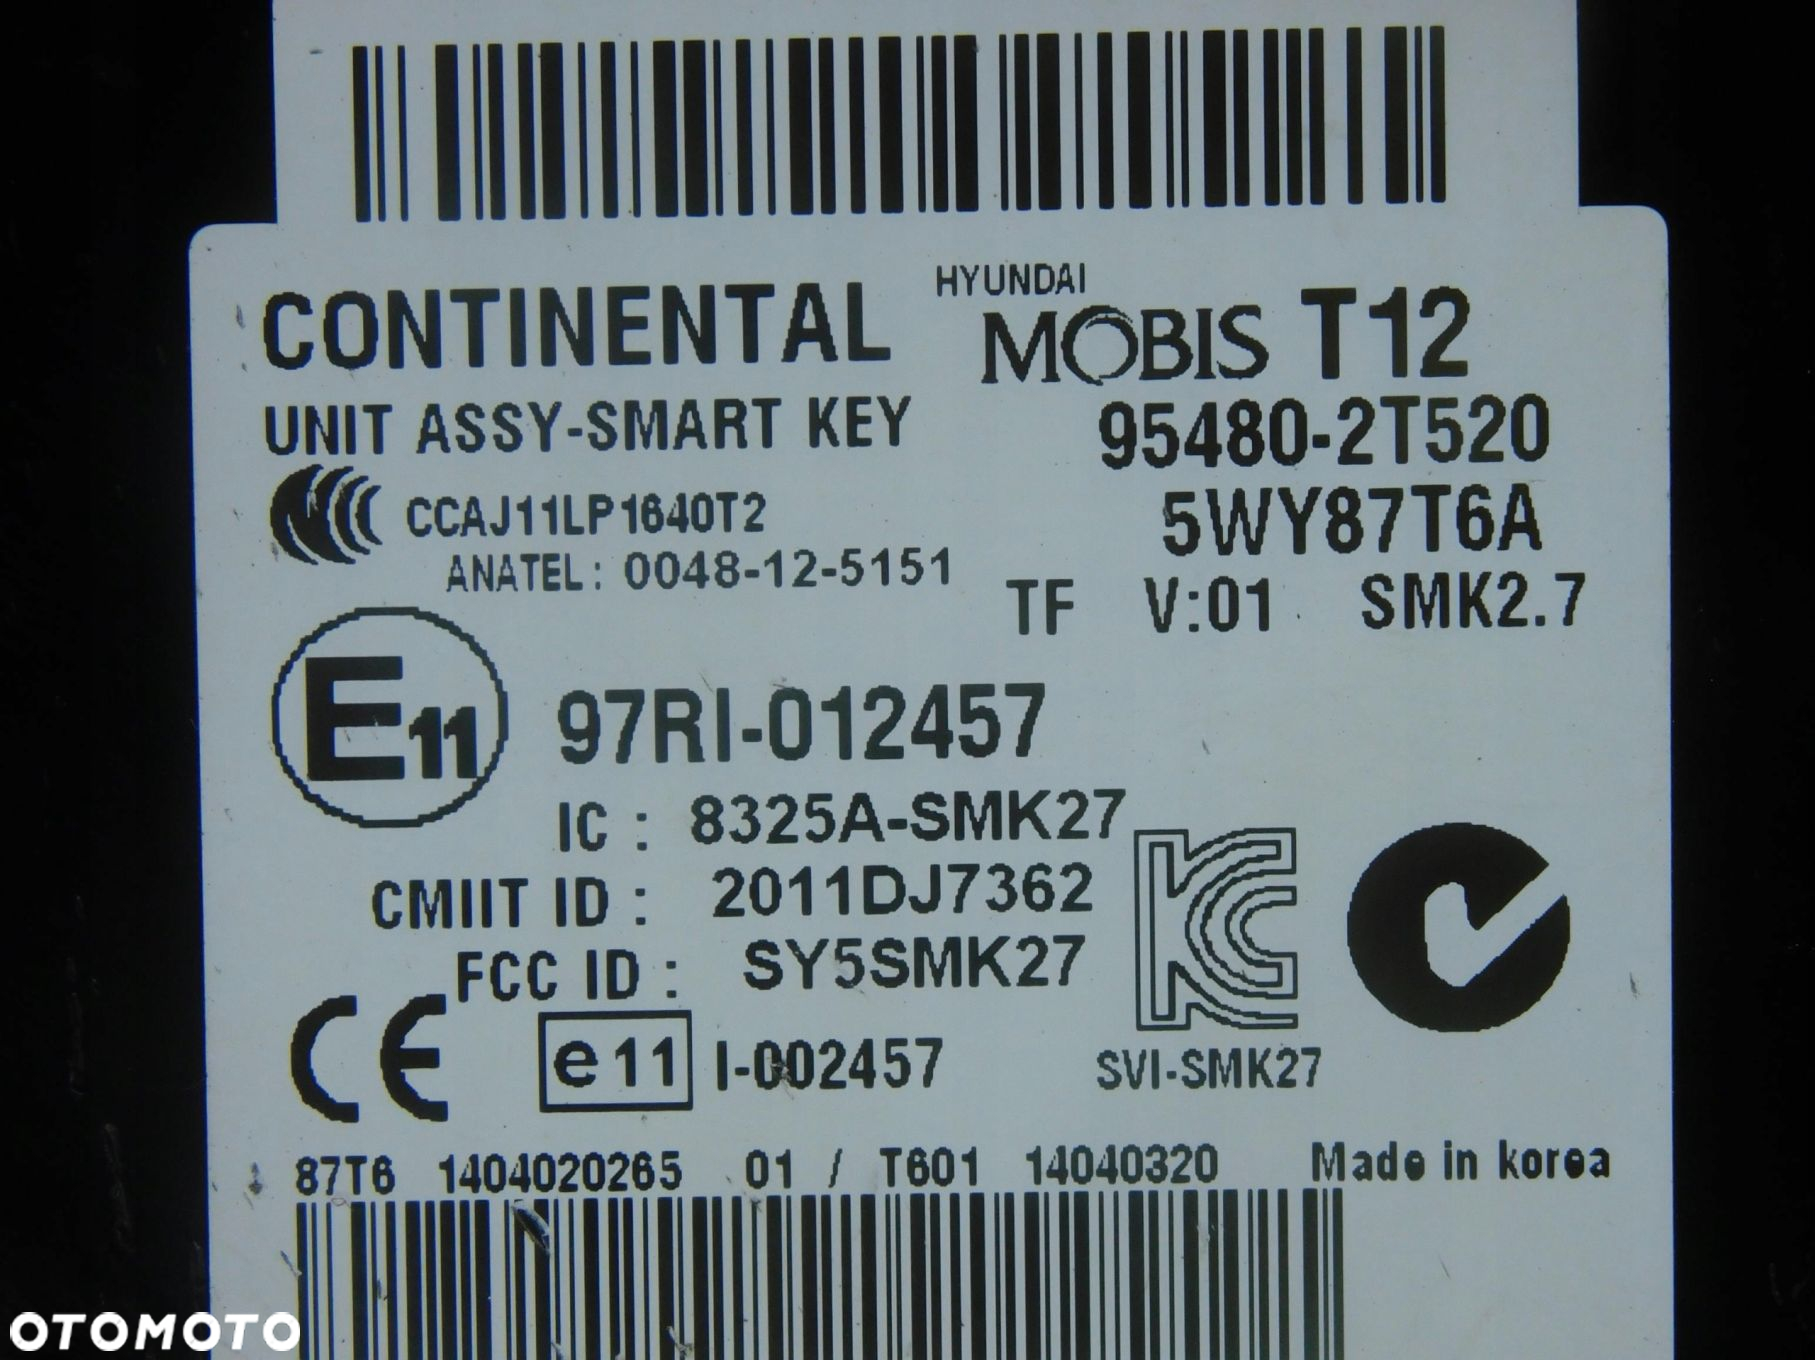 CONTINENTAL
HYUNDAI
MOBIS T12
UNIT ASSY-SMART KEY
95480-2T520
CCAJ11LP1640T2
5WY87T6A
ANATEL: 0048-12-5151
TF V:01 SMK2.7
E11 97RI-012457
IC : 8325A-SMK27
CMIIT ID : 2011DJ7362
FCC ID : SY5SMK27
CE e11 I-002457
KC
SVI-SMK27
87T6 1404020265 01 / T601 14040320 Made in korea
OTOMOTO